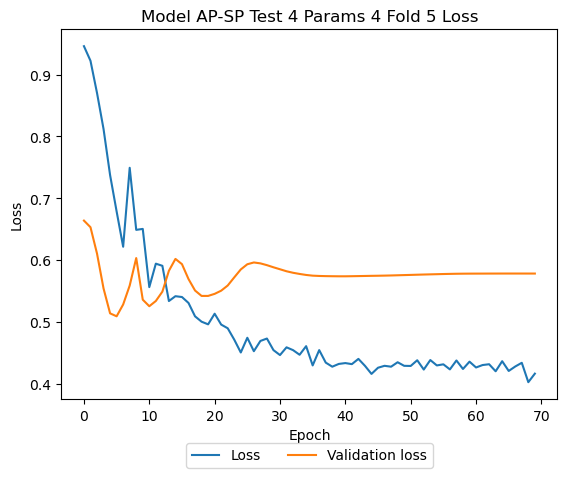 Model AP-SP Test 4 Params 4 Fold 5 Loss
Loss
0.9
0.8
0.7
0.6
0.5
0.4
0 10 20 30 40 50 60 70
Epoch
Loss Validation loss